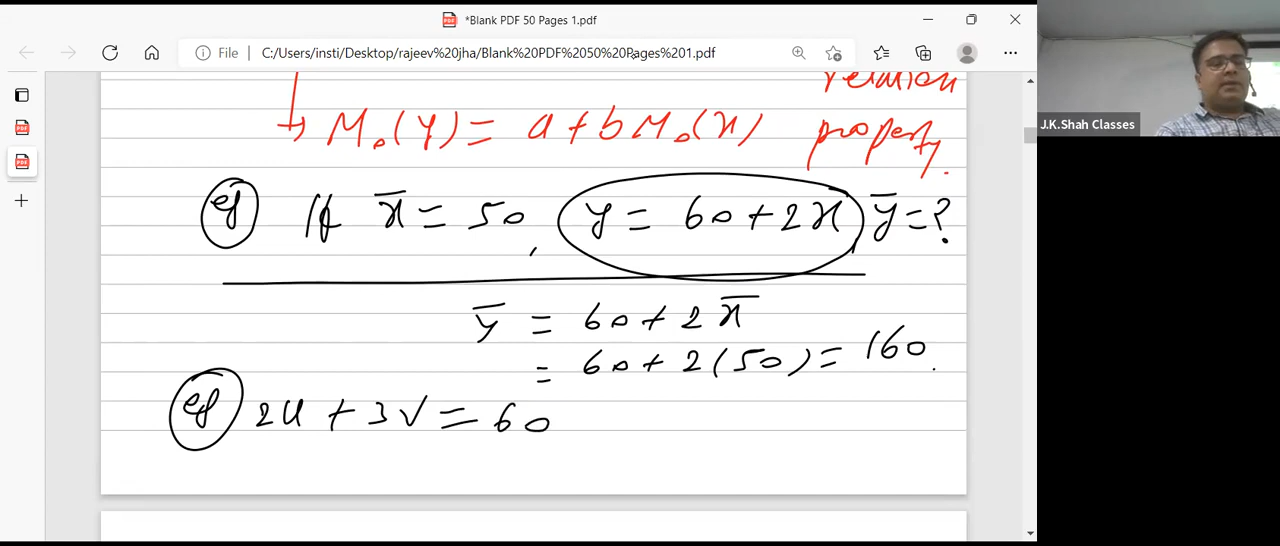 *Blank PDF 50 Pages 1.pdf
File C:/Users/insti/Desktop/rajeev%20jha/Blank%20PDF%2050%20Pages%201.pdf
J.K.Shah Classes
relation
Mo(y) = a + b Mo(x) property.
eg If x̄ = 50, y = 60 + 2x ȳ = ?
ȳ = 60 + 2x̄
= 60 + 2(50) = 160.
eg 2u + 3v = 60